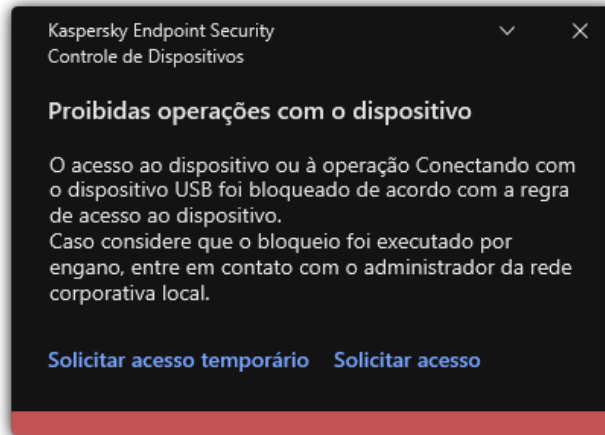 Kaspersky Endpoint Security
Controle de Dispositivos
Proibidas operações com o dispositivo
O acesso ao dispositivo ou à operação Conectando com
o dispositivo USB foi bloqueado de acordo com a regra
de acesso ao dispositivo.
Caso considere que o bloqueio foi executado por
engano, entre em contato com o administrador da rede
corporativa local.
Solicitar acesso temporário Solicitar acesso